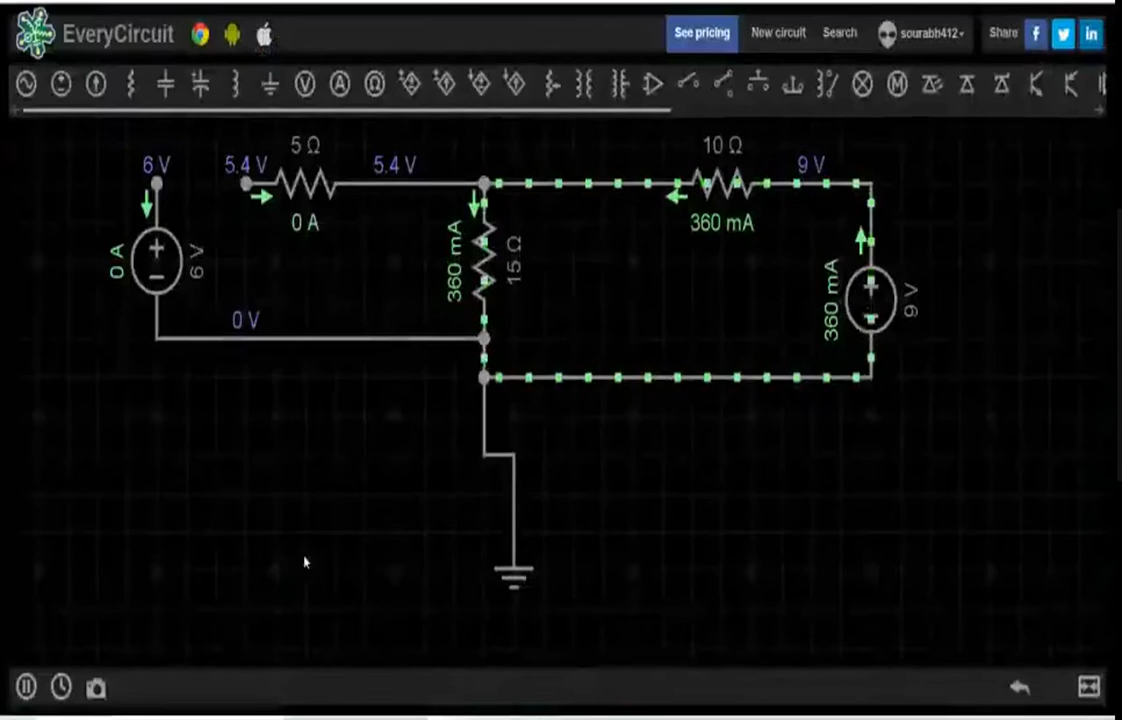 EveryCircuit See pricing New circuit Search sourabh412 Share f in
5 Ω 10 Ω
6 V 5.4 V 5.4 V 9 V
0 A 360 mA
0 A 6 V 360 mA 15 Ω 360 mA 9 V
0 V